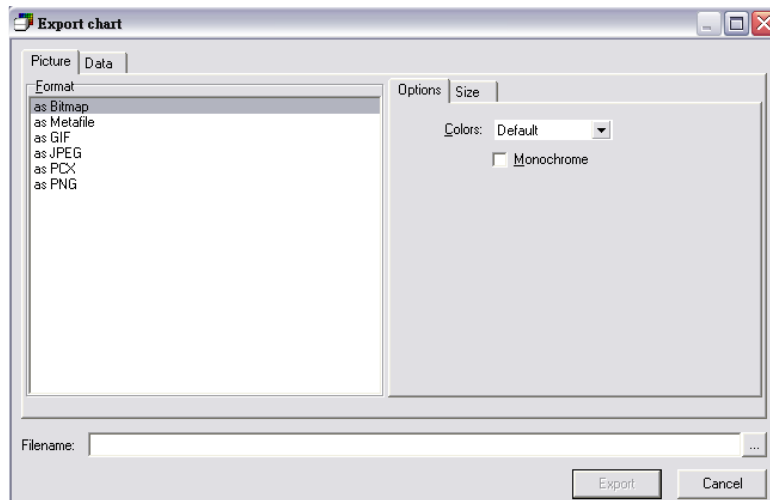 Export chart
Picture Data
Format
as Bitmap
as Metafile
as GIF
as JPEG
as PCX
as PNG
Options Size
Colors: Default
Monochrome
Filename:
...
Export Cancel